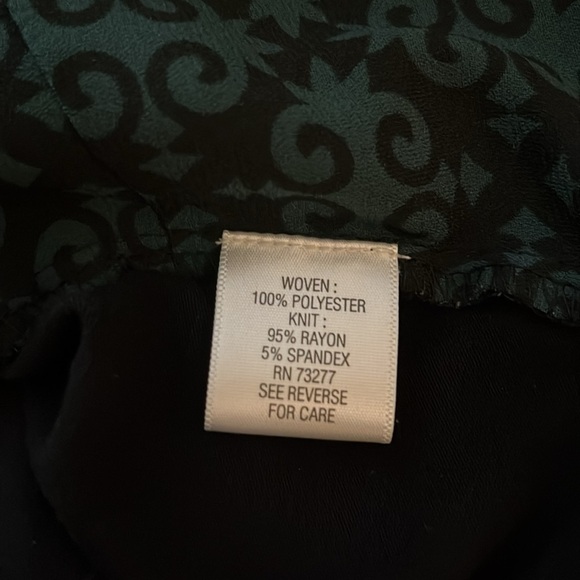 WOVEN :
100% POLYESTER
KNIT :
95% RAYON
5% SPANDEX
RN 73277
SEE REVERSE
FOR CARE